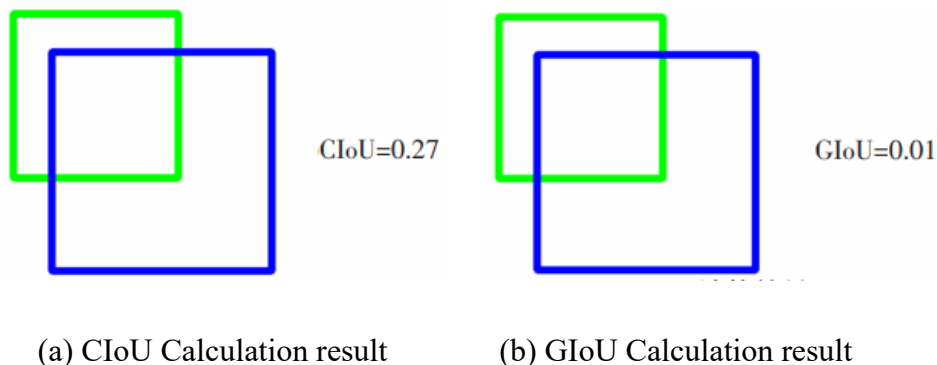 CIoU=0.27
GIoU=0.01
(a) CIoU Calculation result
(b) GIoU Calculation result